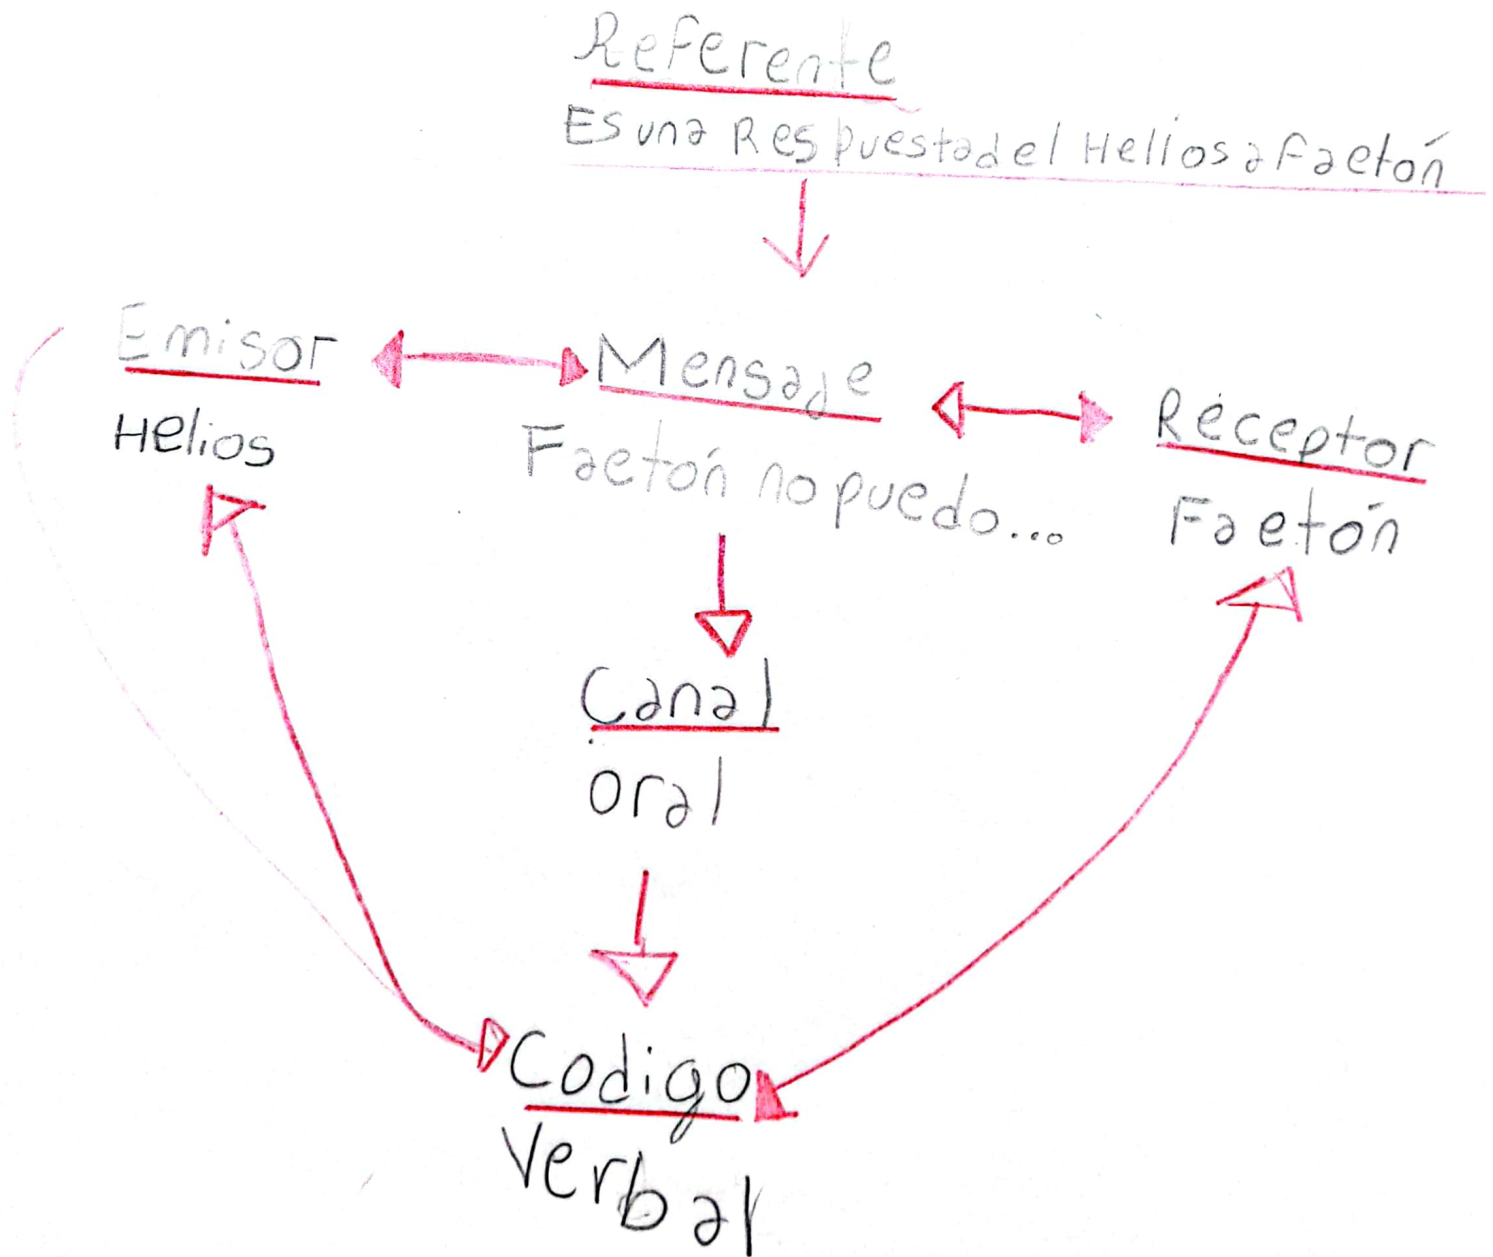 Referente
Es una Respuesta del Helios a Faetón
Emisor
Mensaje
Receptor
Helios
Faetón no puedo...
Faetón
Canal
oral
Codigo
Verbal